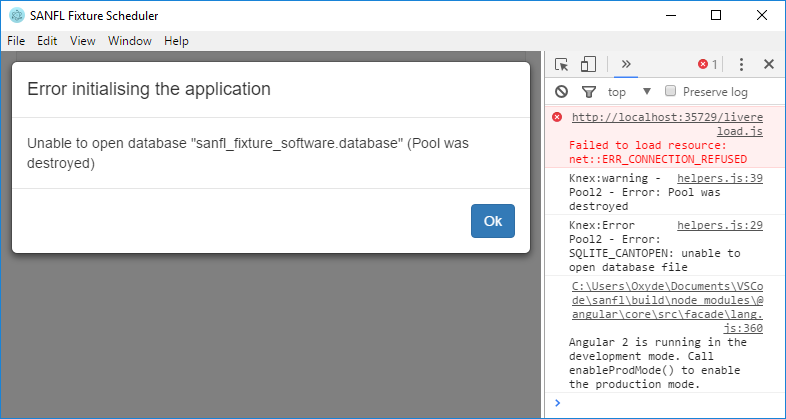 SANFL Fixture Scheduler
File Edit View Window Help
Error initialising the application
Unable to open database "sanfl_fixture_software.database" (Pool was
destroyed)
Ok
» 1
top Preserve log
http://localhost:35729/livere
load.js
Failed to load resource:
net::ERR_CONNECTION_REFUSED
Knex:warning - helpers.js:39
Pool2 - Error: Pool was
destroyed
Knex:Error helpers.js:29
Pool2 - Error:
SQLITE_CANTOPEN: unable to
open database file
C:\Users\Oxyde\Documents\VSCo
de\sanfl\build\node_modules\@
angular\core\src\facade\lang.
js:360
Angular 2 is running in the
development mode. Call
enableProdMode() to enable
the production mode.